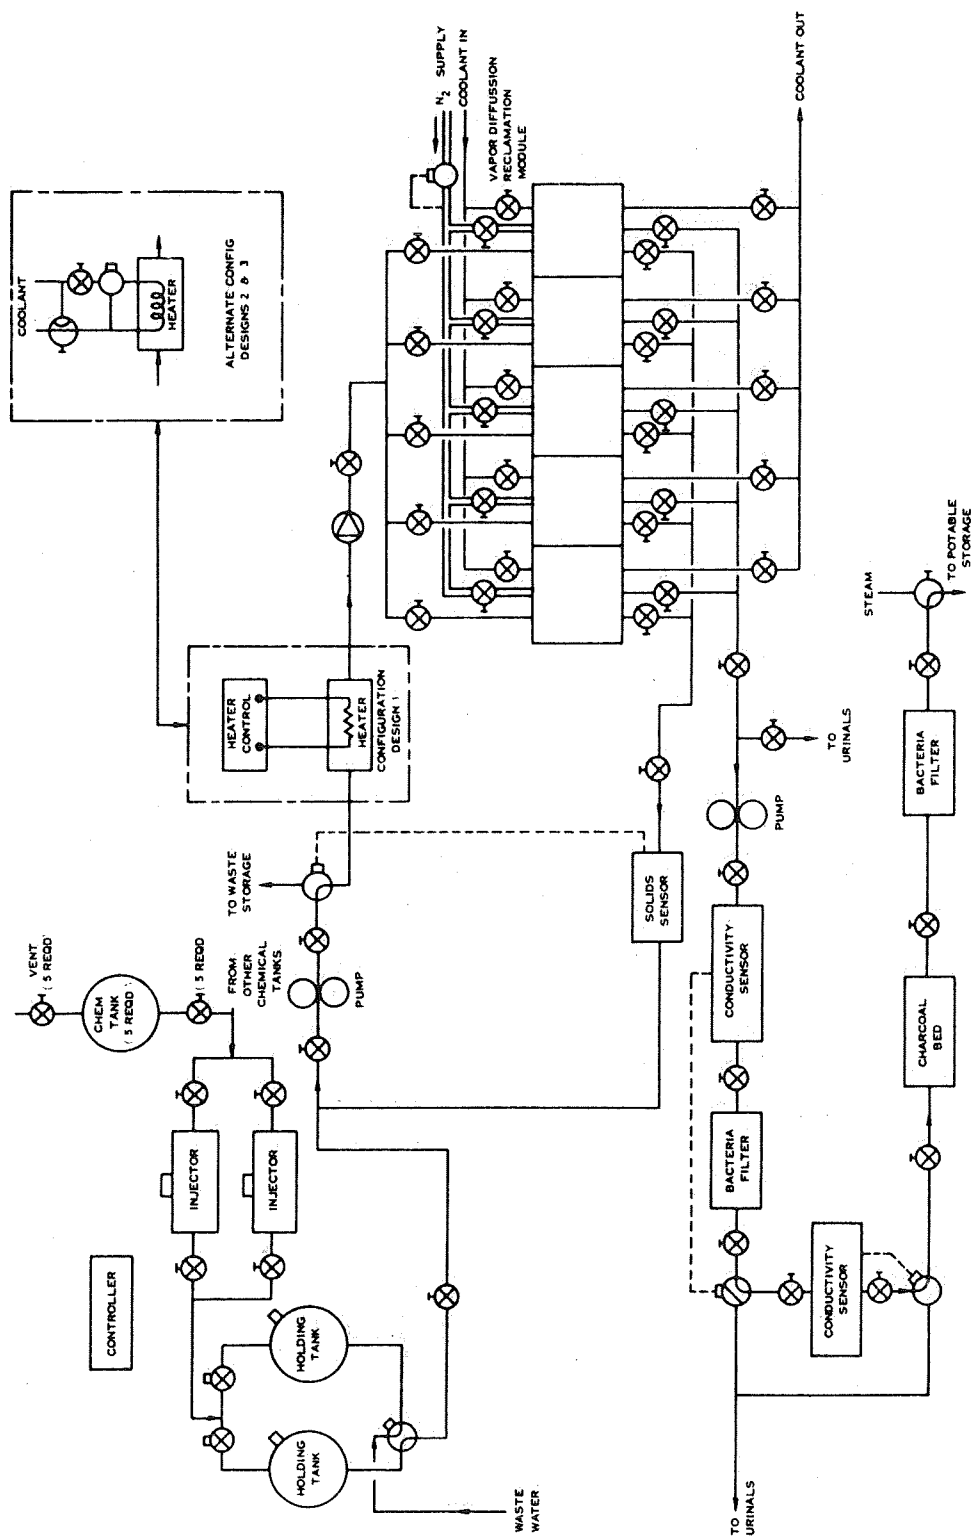 COOLANT
HEATER
ALTERNATE CONFIG
DESIGNS 2 & 3
N2 SUPPLY
COOLANT IN
VAPOR DIFFUSSION
RECLAMATION
MODULE
COOLANT OUT
HEATER
CONTROL
HEATER
CONFIGURATION
DESIGN 1
TO WASTE
STORAGE
VENT
(5 REQD)
CHEM
TANK
(5 REQD)
(5 REQD
FROM
OTHER
CHEMICAL
TANKS.
PUMP
INJECTOR
INJECTOR
CONTROLLER
HOLDING
TANK
HOLDING
TANK
WASTE
WATER
SOLIDS
SENSOR
TO
URINALS
PUMP
CONDUCTIVITY
SENSOR
BACTERIA
FILTER
CONDUCTIVITY
SENSOR
TO
URINALS
CHARCOAL
BED
BACTERIA
FILTER
STEAM
TO POTABLE
STORAGE